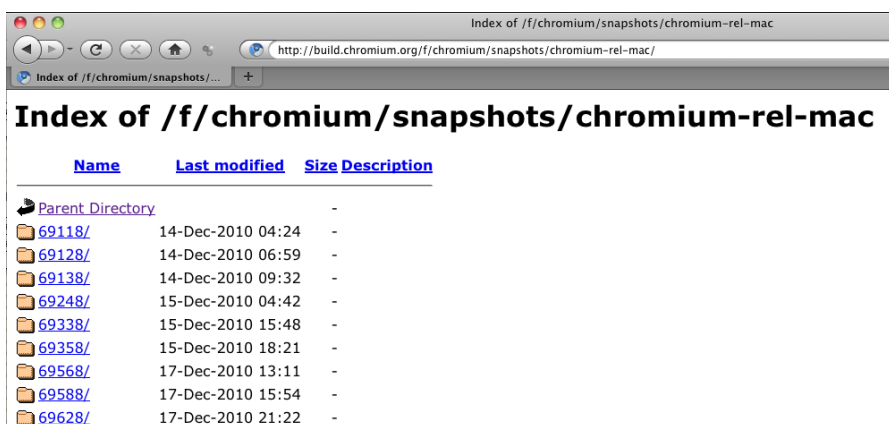 Index of /f/chromium/snapshots/chromium-rel-mac
http://build.chromium.org/f/chromium/snapshots/chromium-rel-mac/
Index of /f/chromium/snapshots/... +
Index of /f/chromium/snapshots/chromium-rel-mac
Name Last modified Size Description
Parent Directory -
69118/ 14-Dec-2010 04:24 -
69128/ 14-Dec-2010 06:59 -
69138/ 14-Dec-2010 09:32 -
69248/ 15-Dec-2010 04:42 -
69338/ 15-Dec-2010 15:48 -
69358/ 15-Dec-2010 18:21 -
69568/ 17-Dec-2010 13:11 -
69588/ 17-Dec-2010 15:54 -
69628/ 17-Dec-2010 21:22 -